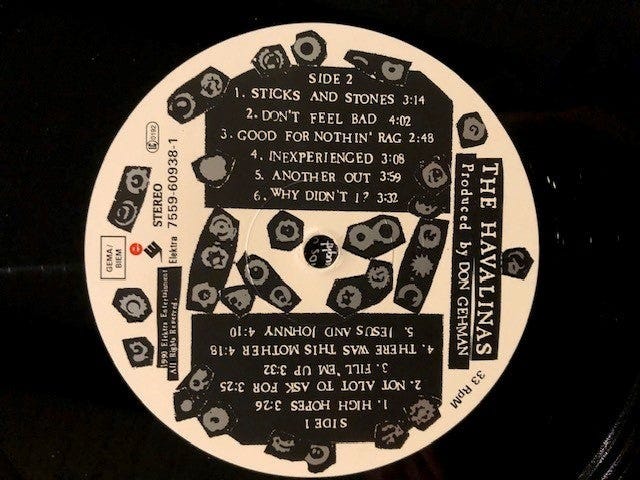 SIDE 2
1. STICKS AND STONES 3:14
2. DON'T FEEL BAD 4:02
3. GOOD FOR NOTHIN' RAG 2:48
4. INEXPERIENCED 3:08
5. ANOTHER OUT 3:59
6. WHY DIDN'T I? 3:32
THE HAVALINAS
Produced by DON GEHMAN
33 RPM
SIDE 1
1. HIGH HOPES 3:26
2. NOT ALOT TO ASK FOR 3:25
3. FILL 'EM UP 3:32
4. THERE WAS THIS MOTHER 4:18
5. JESUS AND JOHNNY 4:10
LC 0192
STEREO
7559-60938-1
GEMA/
BIEM
e
Elektra
1990 Elektra Entertainment
All Rights Reserved.